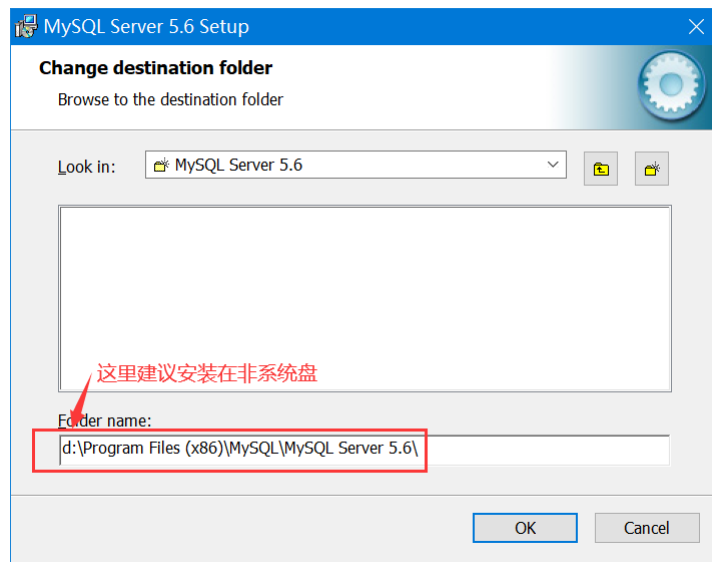 MySQL Server 5.6 Setup
Change destination folder
Browse to the destination folder
Look in: MySQL Server 5.6
这里建议安装在非系统盘
Folder name:
d:\Program Files (x86)\MySQL\MySQL Server 5.6\
OK Cancel